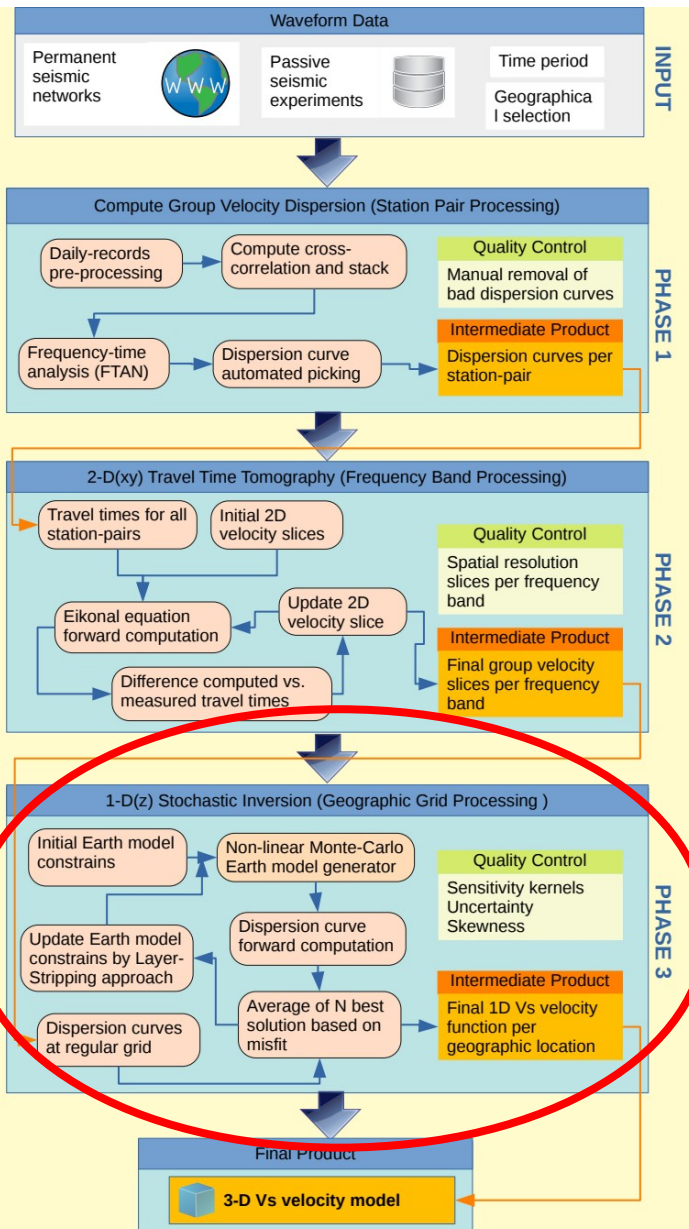 Waveform Data
Permanent
seismic
networks
W W W
Passive
seismic
experiments
Time period
Geographica
l selection
INPUT
Compute Group Velocity Dispersion (Station Pair Processing)
Daily-records
pre-processing
Compute cross-
correlation and stack
Quality Control
Manual removal of
bad dispersion curves
Frequency-time
analysis (FTAN)
Dispersion curve
automated picking
Intermediate Product
Dispersion curves per
station-pair
PHASE 1
2-D(xy) Travel Time Tomography (Frequency Band Processing)
Travel times for all
station-pairs
Initial 2D
velocity slices
Quality Control
Spatial resolution
slices per frequency
band
Eikonal equation
forward computation
Update 2D
velocity slice
Difference computed vs.
measured travel times
Intermediate Product
Final group velocity
slices per frequency
band
PHASE 2
1-D(z) Stochastic Inversion (Geographic Grid Processing )
Initial Earth model
constrains
Non-linear Monte-Carlo
Earth model generator
Quality Control
Sensitivity kernels
Uncertainty
Skewness
Update Earth model
constrains by Layer-
Stripping approach
Dispersion curve
forward computation
Dispersion curves
at regular grid
Average of N best
solution based on
misfit
Intermediate Product
Final 1D Vs velocity
function per
geographic location
PHASE 3
Final Product
3-D Vs velocity model